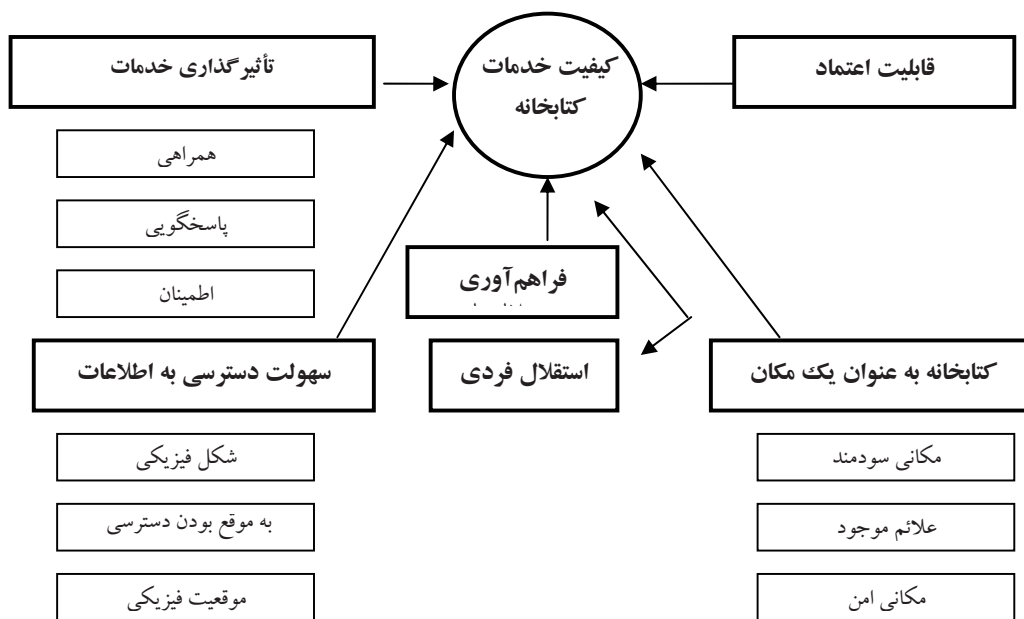 قابلیت اعتماد
کیفیت خدمات
کتابخانه
تأثیرگذاری خدمات
همراهی
پاسخگویی
اطمینان
فراهم‌آوری
کتابخانه به عنوان یک مکان
استقلال فردی
سهولت دسترسی به اطلاعات
مکانی سودمند
علائم موجود
مکانی امن
شکل فیزیکی
به موقع بودن دسترسی
موقعیت فیزیکی